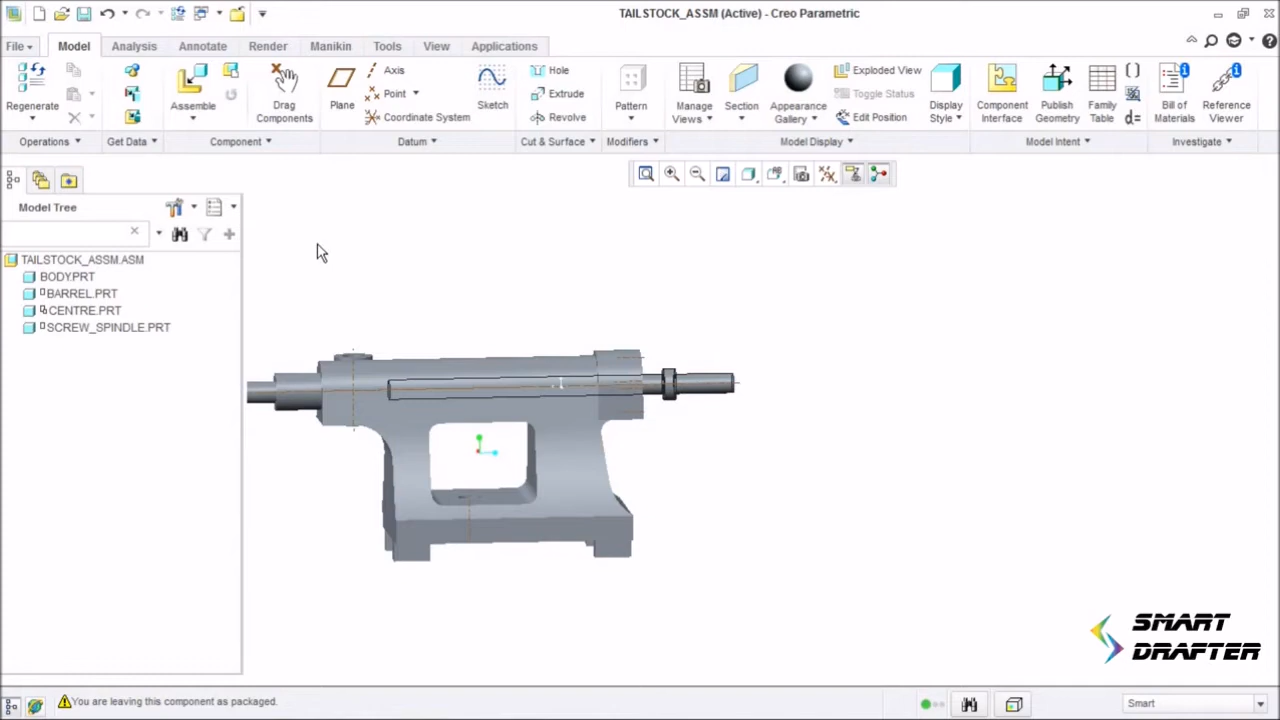 TAILSTOCK_ASSM (Active) - Creo Parametric
File
Model
Analysis
Annotate
Render
Manikin
Tools
View
Applications
Regenerate
Assemble
Drag
Components
Plane
Axis
Point
Coordinate System
Sketch
Hole
Extrude
Revolve
Pattern
Manage
Views
Section
Appearance
Gallery
Exploded View
Toggle Status
Edit Position
Display
Style
Component
Interface
Publish
Geometry
Family
Table
Bill of
Materials
Reference
Viewer
Operations
Get Data
Component
Datum
Cut & Surface
Modifiers
Model Display
Model Intent
Investigate
Model Tree
TAILSTOCK_ASSM.ASM
BODY.PRT
BARREL.PRT
CENTRE.PRT
SCREW_SPINDLE.PRT
SMART
DRAFTER
You are leaving this component as packaged.
Smart